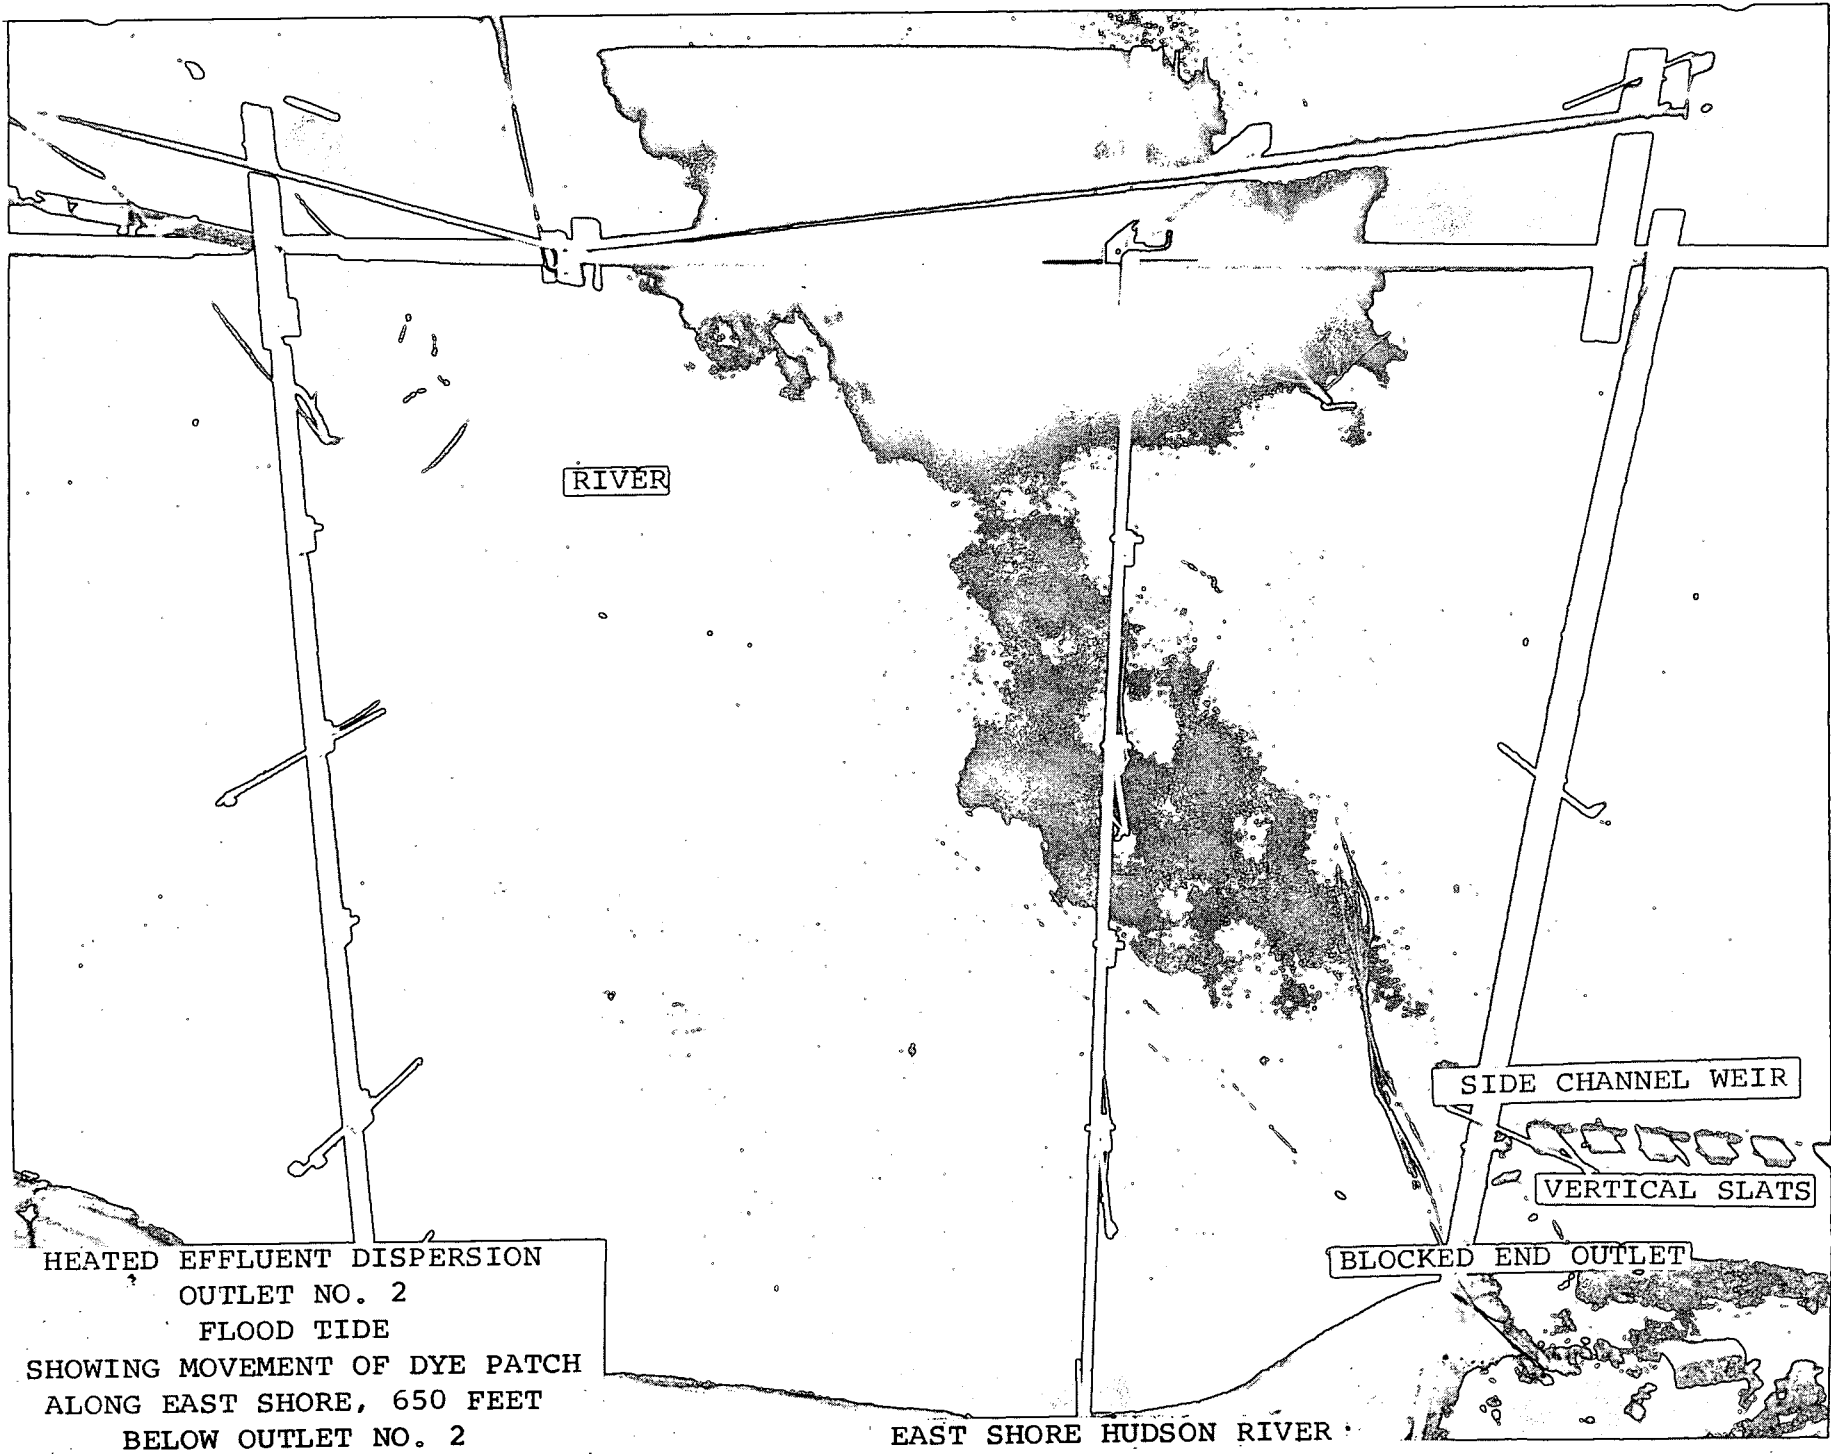 RIVER
SIDE CHANNEL WEIR
VERTICAL SLATS
BLOCKED END OUTLET
HEATED EFFLUENT DISPERSION
OUTLET NO. 2
FLOOD TIDE
SHOWING MOVEMENT OF DYE PATCH
ALONG EAST SHORE, 650 FEET
BELOW OUTLET NO. 2
EAST SHORE HUDSON RIVER